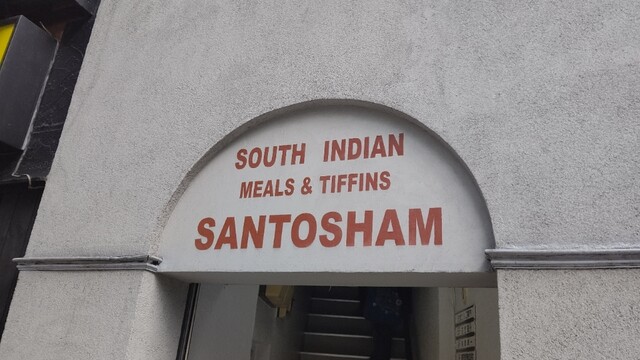 SOUTH INDIAN
MEALS & TIFFINS
SANTOSHAM